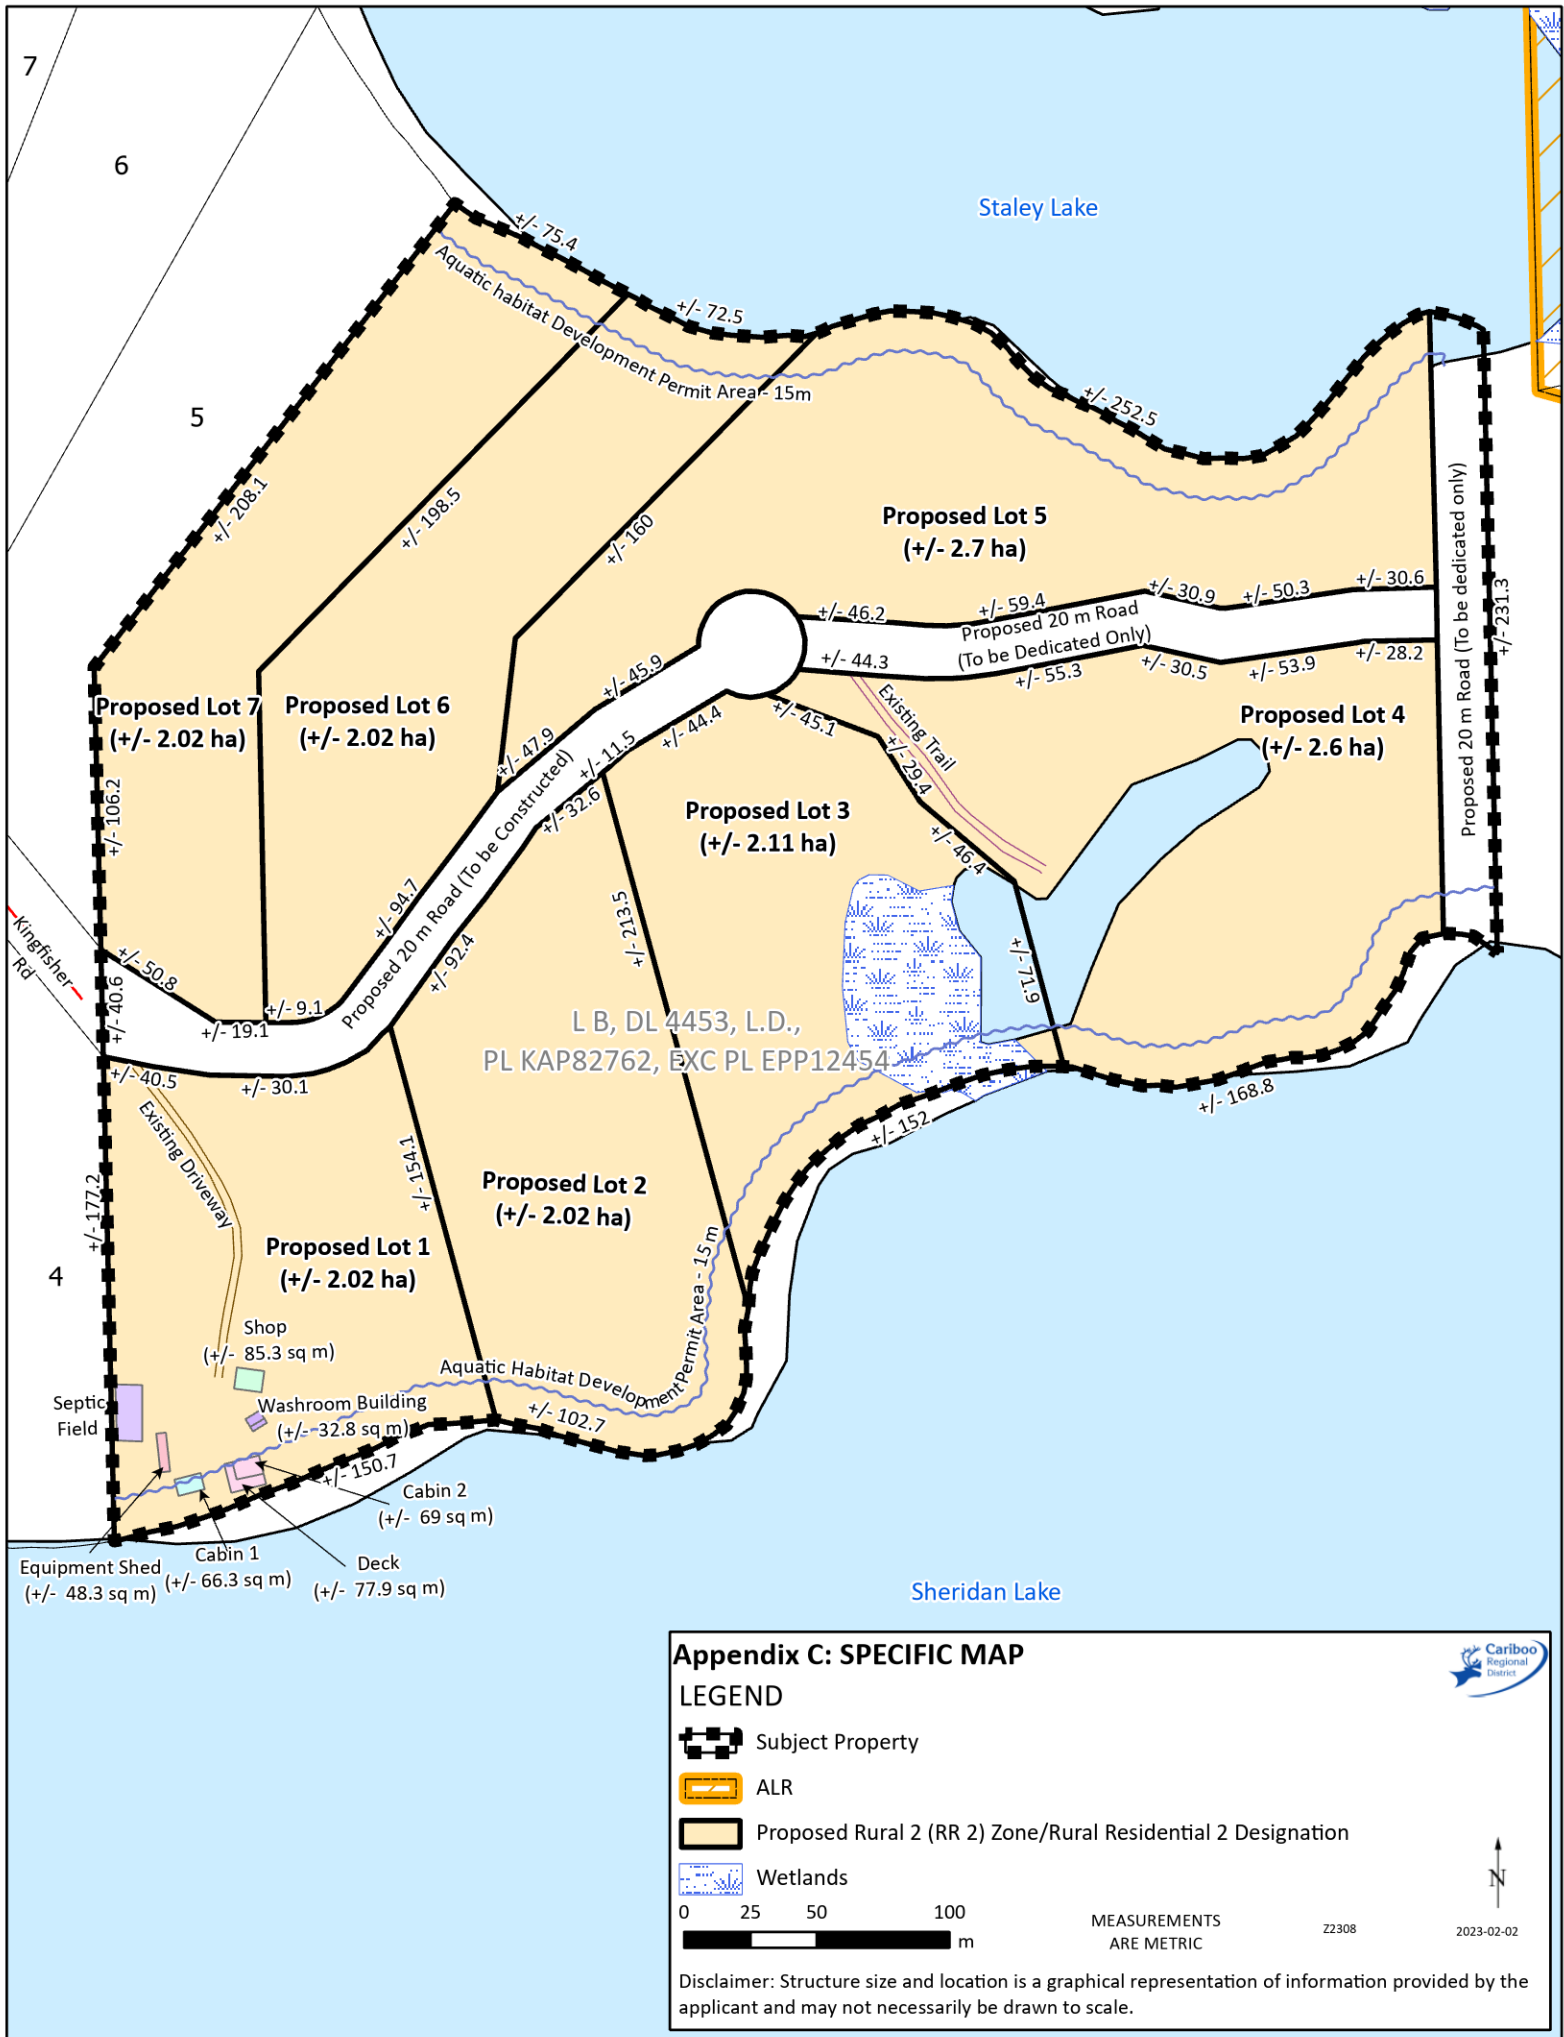 7
6
Staley Lake
+/- 75.4
Aquatic habitat Development Permit Area - 15m
+/- 72.5
+/- 252.5
5
+/- 208.1
+/- 198.5
+/- 160
Proposed Lot 5
(+/- 2.7 ha)
Proposed 20 m Road (To be dedicated only)
+/- 231.3
+/- 46.2
+/- 59.4
+/- 30.9
+/- 50.3
+/- 30.6
Proposed 20 m Road
(To be Dedicated Only)
+/- 44.3
+/- 55.3
+/- 30.5
+/- 53.9
+/- 28.2
Proposed Lot 7
(+/- 2.02 ha)
Proposed Lot 6
(+/- 2.02 ha)
+/- 45.9
+/- 47.9
+/- 11.5
+/- 44.4
+/- 32.6
+/- 45.1
Existing Trail
+/- 29.4
+/- 46.4
Proposed Lot 4
(+/- 2.6 ha)
Proposed Lot 3
(+/- 2.11 ha)
+/- 106.2
+/- 94.7
Proposed 20 m Road (To be Constructed)
+/- 92.4
+/- 213.5
+/- 71.9
Kingfisher
Rd
+/- 50.8
+/- 40.6
+/- 19.1
+/- 9.1
+/- 40.5
+/- 30.1
L B, DL 4453, L.D.,
PL KAP82762, EXC PL EPP12454
+/- 168.8
+/- 152
Existing Driveway
+/- 154.1
+/- 177.2
Proposed Lot 2
(+/- 2.02 ha)
Proposed Lot 1
(+/- 2.02 ha)
4
Aquatic Habitat Development Permit Area - 15 m
Shop
(+/- 85.3 sq m)
Septic
Field
Washroom Building
(+/- 32.8 sq m)
+/- 102.7
+/- 150.7
Cabin 2
(+/- 69 sq m)
Equipment Shed
(+/- 48.3 sq m)
Cabin 1
(+/- 66.3 sq m)
Deck
(+/- 77.9 sq m)
Sheridan Lake
Appendix C: SPECIFIC MAP
Cariboo
Regional
District
LEGEND
Subject Property
ALR
Proposed Rural 2 (RR 2) Zone/Rural Residential 2 Designation
Wetlands
N
0 25 50 100
m
MEASUREMENTS
ARE METRIC
Z2308
2023-02-02
Disclaimer: Structure size and location is a graphical representation of information provided by the
applicant and may not necessarily be drawn to scale.